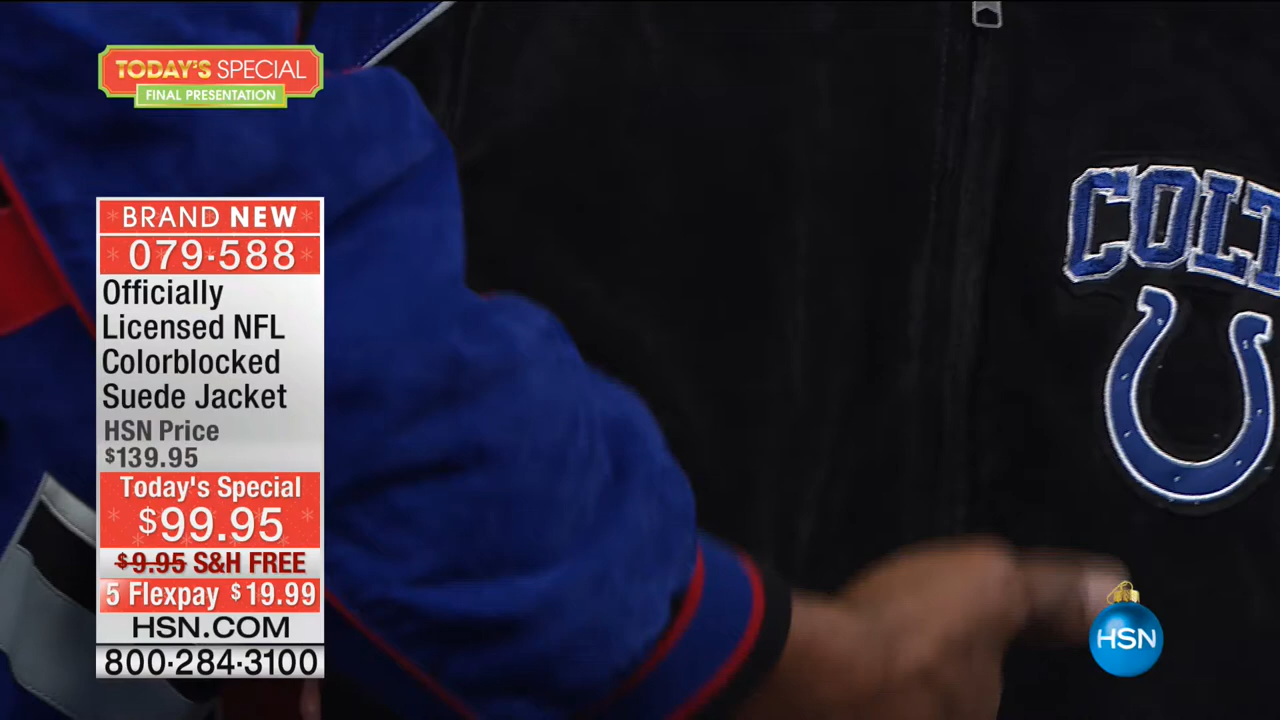 TODAY'S SPECIAL
FINAL PRESENTATION
BRAND NEW
079·588
Officially
Licensed NFL
Colorblocked
Suede Jacket
HSN Price
$139.95
Today's Special
$99.95
$9.95 S&H FREE
5 Flexpay $19.99
HSN.COM
800·284·3100
COLT
HSN